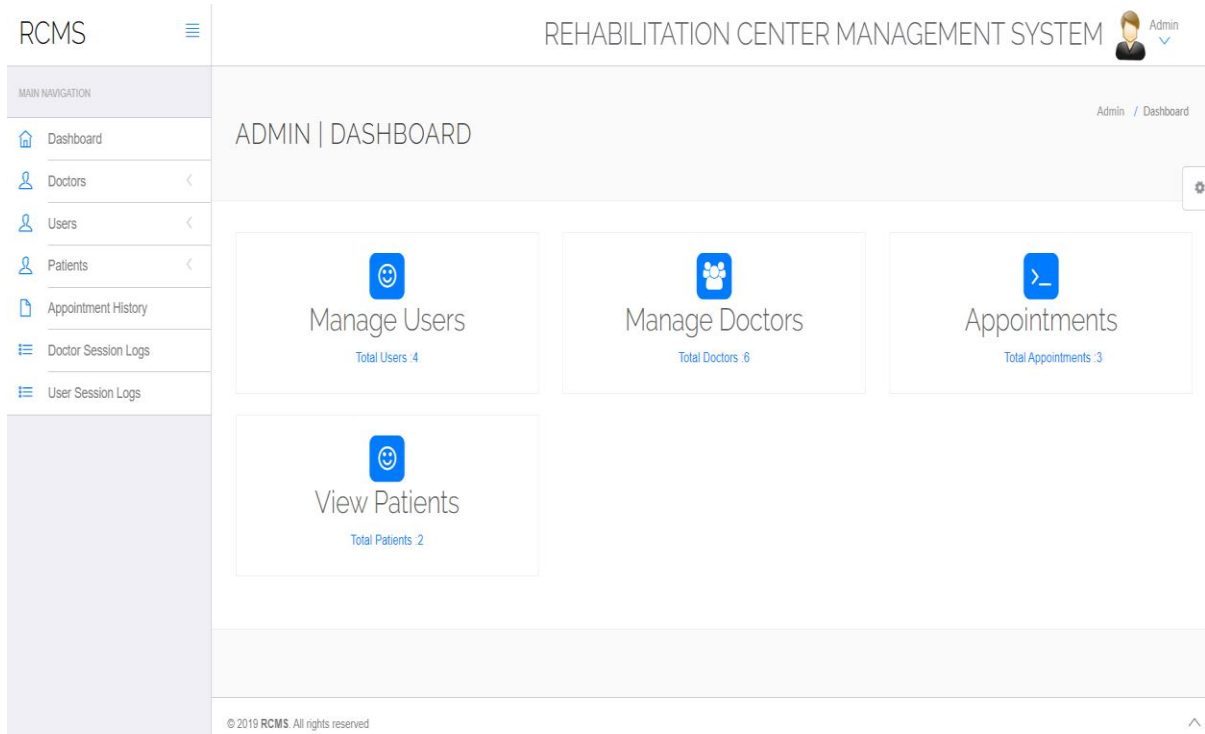 RCMS
REHABILITATION CENTER MANAGEMENT SYSTEM
Admin
MAIN NAVIGATION
Dashboard
Doctors
Users
Patients
Appointment History
Doctor Session Logs
User Session Logs
ADMIN | DASHBOARD
Admin / Dashboard
Manage Users
Total Users :4
Manage Doctors
Total Doctors :6
Appointments
Total Appointments :3
View Patients
Total Patients :2
© 2019 RCMS. All rights reserved